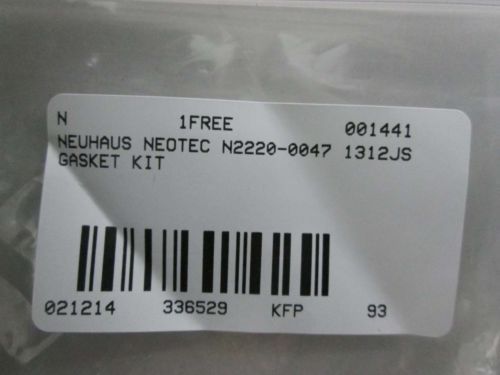 N 1FREE 001441
NEUHAUS NEOTEC N2220-0047 1312JS
GASKET KIT
021214 336529 KFP 93